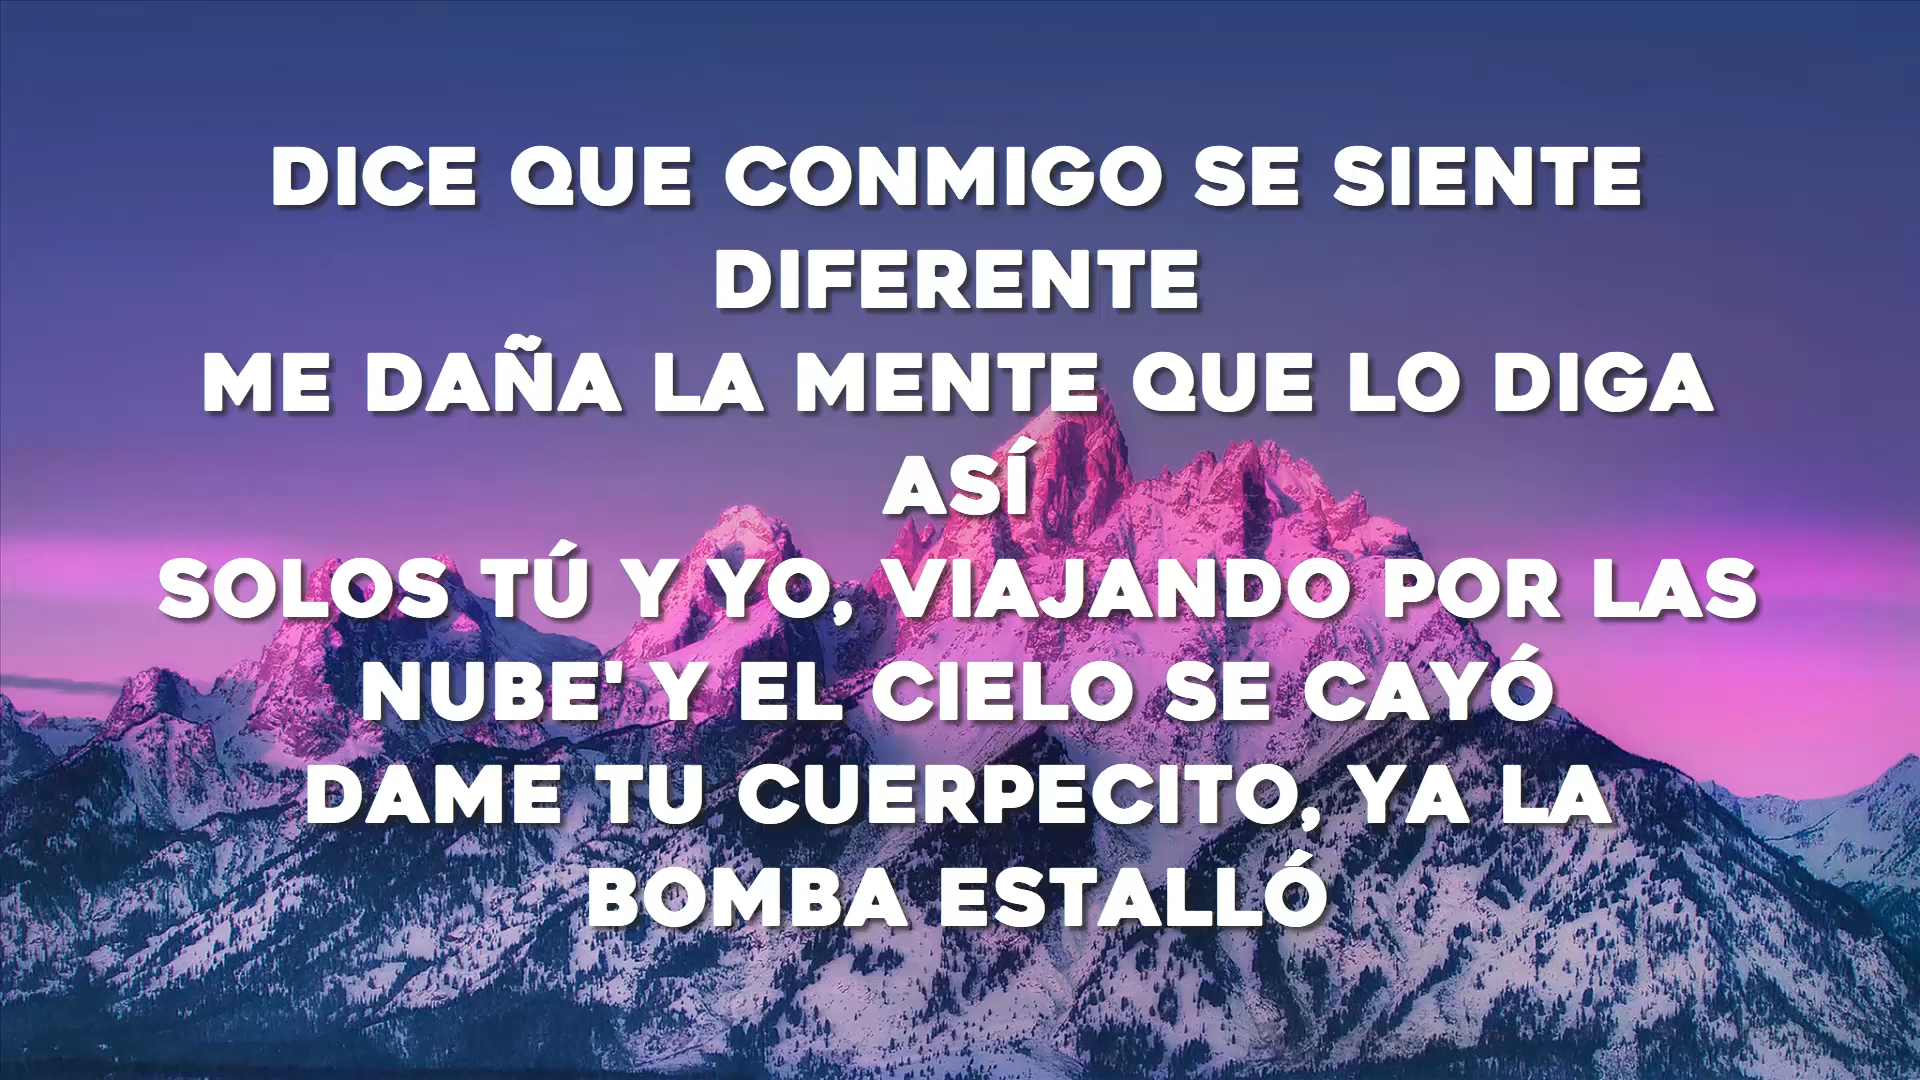 DICE QUE CONMIGO SE SIENTE
DIFERENTE
ME DAÑA LA MENTE QUE LO DIGA
ASÍ
SOLOS TÚ Y YO, VIAJANDO POR LAS
NUBE' Y EL CIELO SE CAYÓ
DAME TU CUERPECITO, YA LA
BOMBA ESTALLÓ